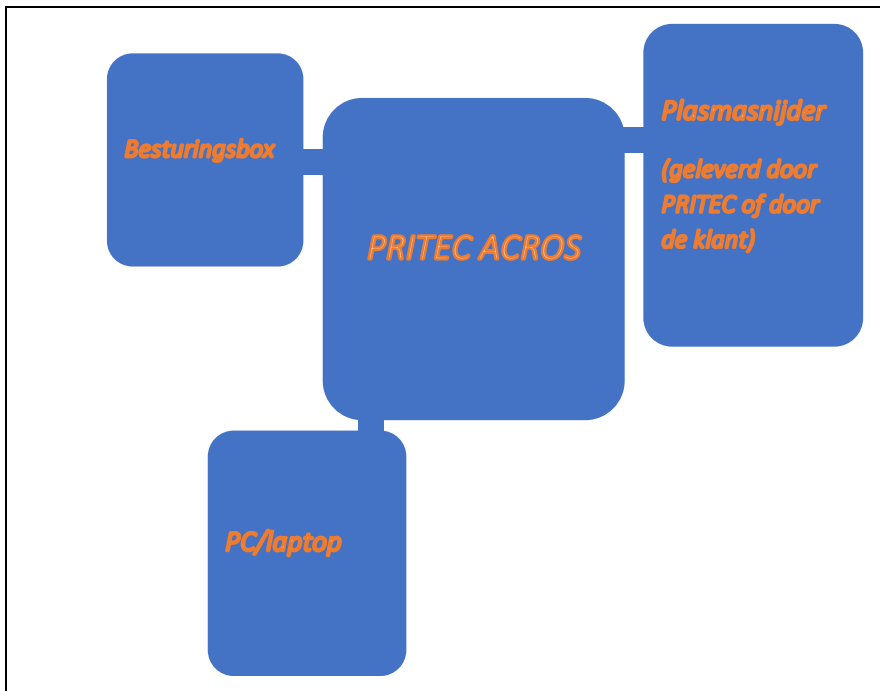 Besturingsbox
PRITEC ACROS
Plasmasnijder
(geleverd door
PRITEC of door
de klant)
PC/laptop